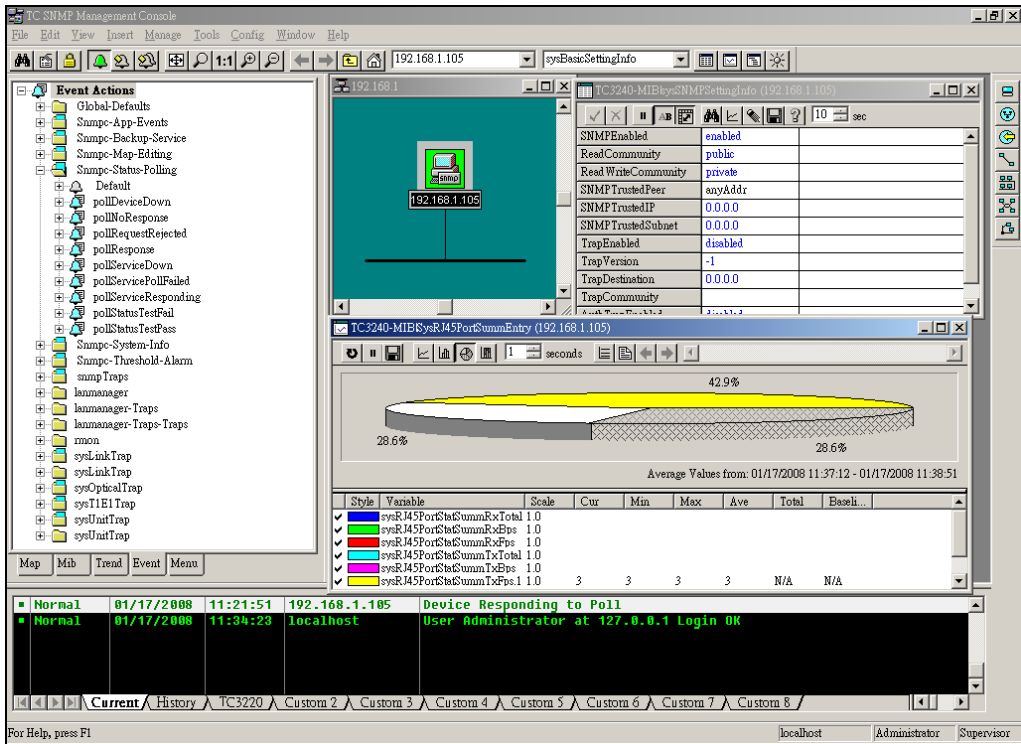 TC SNMP Management Console
File Edit View Insert Manage Tools Config Window Help
1:1 192.168.1.105 sysBasicSettingInfo
Event Actions
Global-Defaults
Snmpc-App-Events
Snmpc-Backup-Service
Snmpc-Map-Editing
Snmpc-Status-Polling
Default
pollDeviceDown
pollNoResponse
pollRequestRejected
pollResponse
pollServiceDown
pollServicePollFailed
pollServiceResponding
pollStatusTestFail
pollStatusTestPass
Snmpc-System-Info
Snmpc-Threshold-Alarm
snmpTraps
lanmanager
lanmanager-Traps
lanmanager-Traps-Traps
rmon
sysLinkTrap
sysLinkTrap
sysOpticalTrap
sysT1E1Trap
sysUnitTrap
sysUnitTrap
Map Mib Trend Event Menu
192.168.1
snmp
192.168.1.105
TC3240-MIB sysSNMPSettingInfo (192.168.1.105)
AB 10 sec
SNMPEnabled enabled
ReadCommunity public
ReadWriteCommunity private
SNMPTrustedPeer anyAddr
SNMPTrustedIP 0.0.0.0
SNMPTrustedSubnet 0.0.0.0
TrapEnabled disabled
TrapVersion -1
TrapDestination 0.0.0.0
TrapCommunity
AuthTrapEnabled disabled
TC3240-MIB SysRJ45PortSummEntry (192.168.1.105)
1 seconds
42.9%
28.6%
28.6%
Average Values from: 01/17/2008 11:37:12 - 01/17/2008 11:38:51
Style Variable Scale Cur Min Max Ave Total Baseli...
sysRJ45PortStatSummRxTotal 1.0
sysRJ45PortStatSummRxBps 1.0
sysRJ45PortStatSummRxFps 1.0
sysRJ45PortStatSummTxTotal 1.0
sysRJ45PortStatSummTxBps 1.0
sysRJ45PortStatSummTxFps.1 1.0 3 3 3 3 N/A N/A
Normal 01/17/2008 11:21:51 192.168.1.105 Device Responding to Poll
Normal 01/17/2008 11:34:23 localhost User Administrator at 127.0.0.1 Login OK
Current History TC3220 Custom 2 Custom 3 Custom 4 Custom 5 Custom 6 Custom 7 Custom 8
For Help, press F1 localhost Administrator Supervisor